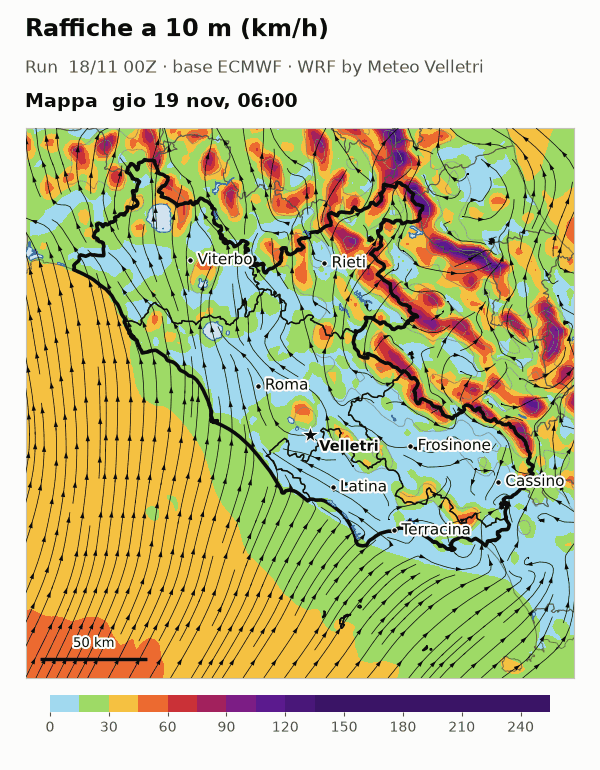 Raffiche a 10 m (km/h)
Run  18/11 00Z · base ECMWF · WRF by Meteo Velletri
Mappa  gio 19 nov, 06:00
Viterbo
Rieti
Roma
Velletri
Frosinone
Latina
Cassino
Terracina
50 km
0 30 60 90 120 150 180 210 240